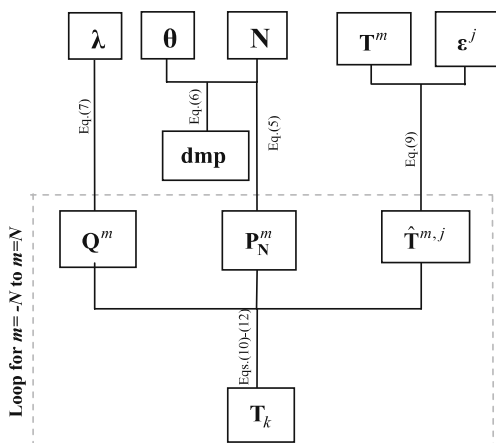 λ
θ
N
T^m
ε^j
Eq.(7)
Eq.(6)
Eq.(5)
Eq.(9)
dmp
Q^m
P_N^m
T̂^{m,j}
Loop for m= -N to m=N
Eqs.(10)-(12)
T_k